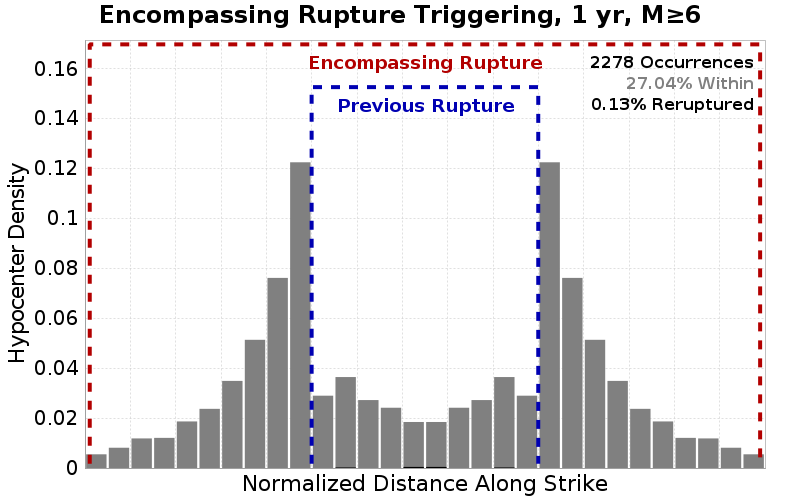 Encompassing Rupture Triggering, 1 yr, M≥6
Encompassing Rupture
2278 Occurrences
27.04% Within
0.13% Reruptured
Previous Rupture
Hypocenter Density
0.16
0.14
0.12
0.1
0.08
0.06
0.04
0.02
0
Normalized Distance Along Strike